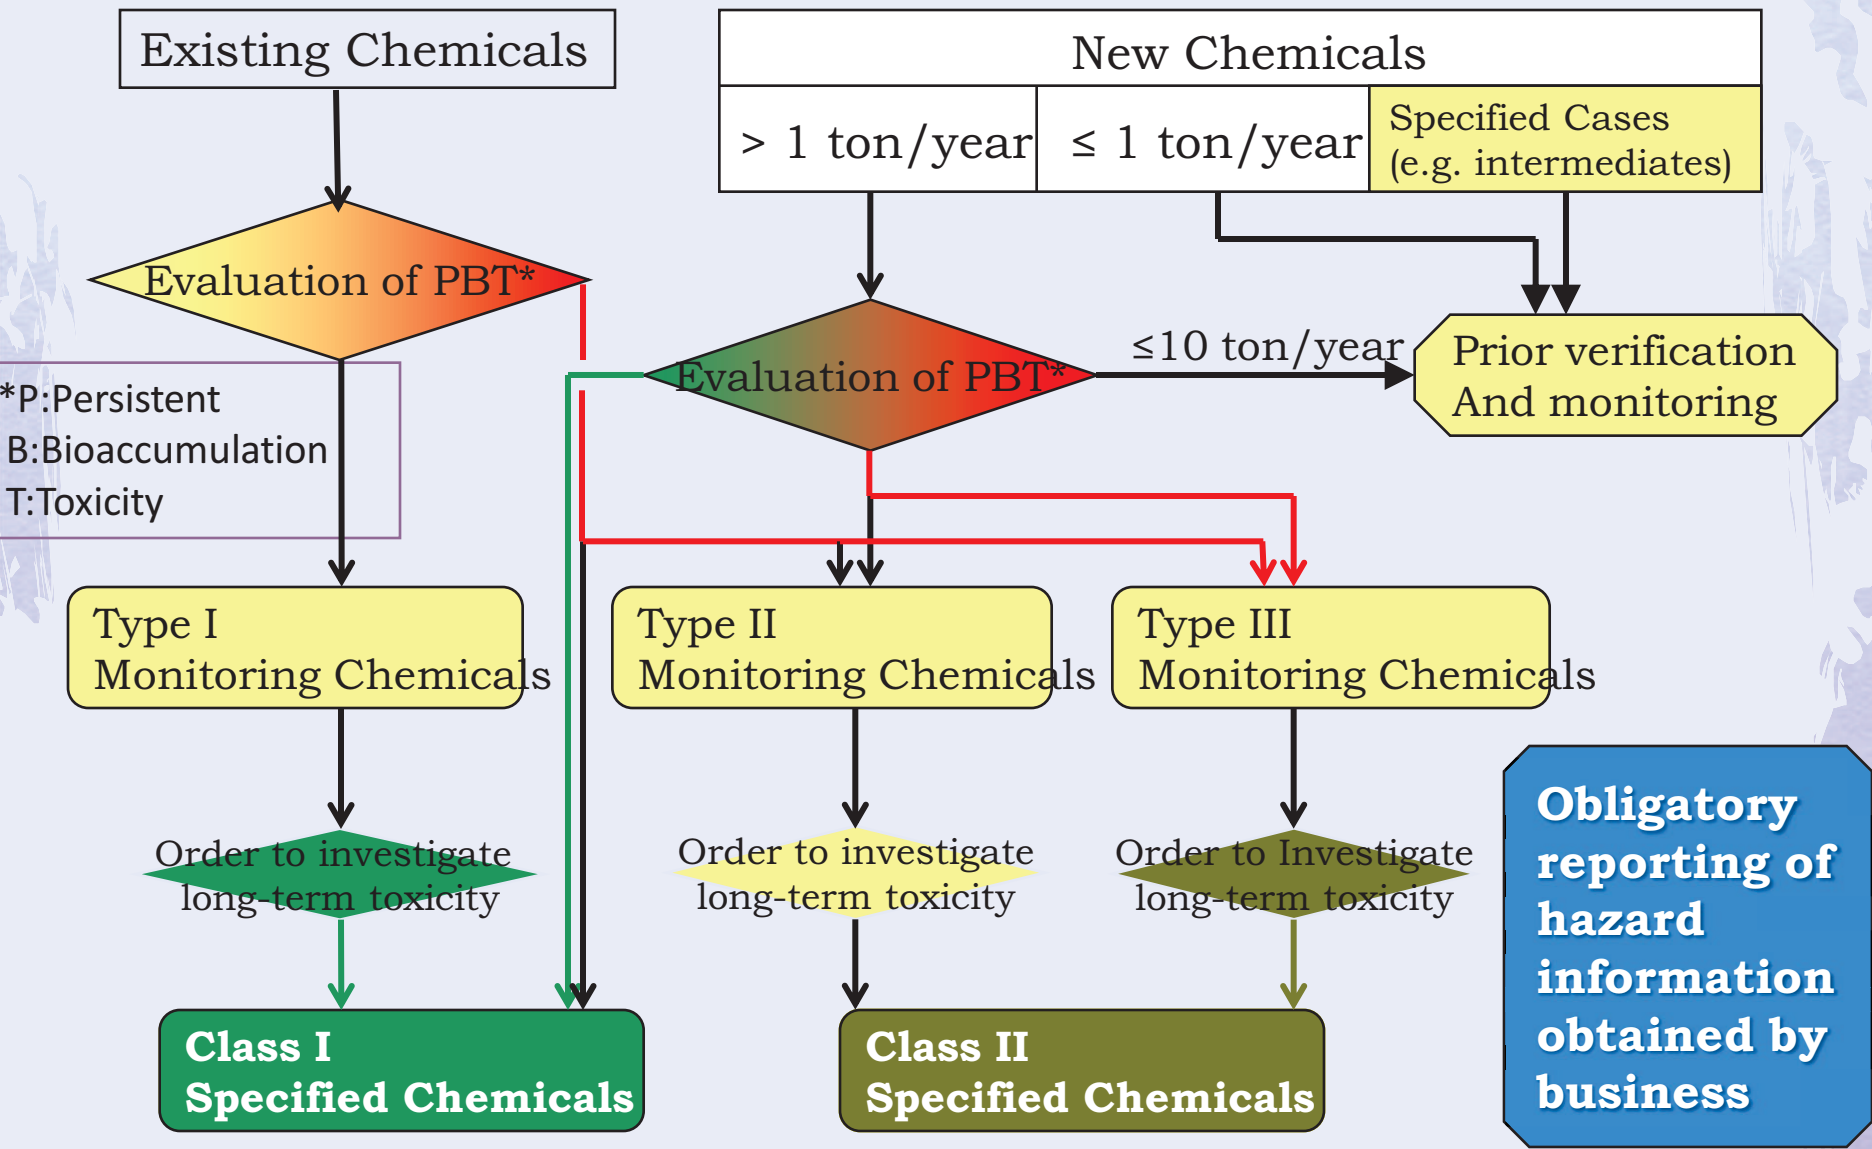 Existing Chemicals
New Chemicals
> 1 ton/year
≤ 1 ton/year
Specified Cases
(e.g. intermediates)
Evaluation of PBT*
Evaluation of PBT*
≤10 ton/year
Prior verification
And monitoring
*P:Persistent
B:Bioaccumulation
T:Toxicity
Type I
Monitoring Chemicals
Type II
Monitoring Chemicals
Type III
Monitoring Chemicals
Order to investigate
long-term toxicity
Order to investigate
long-term toxicity
Order to Investigate
long-term toxicity
Class I
Specified Chemicals
Class II
Specified Chemicals
Obligatory
reporting of
hazard
information
obtained by
business